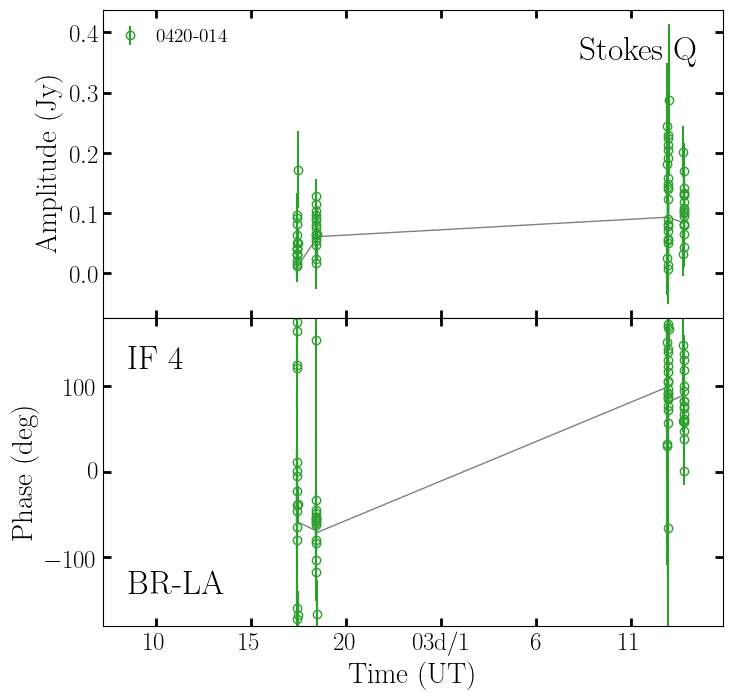 0420-014
Stokes Q
Amplitude (Jy)
0.4
0.3
0.2
0.1
0.0
IF 4
Phase (deg)
100
0
−100
BR-LA
10 15 20 03d/1 6 11
Time (UT)